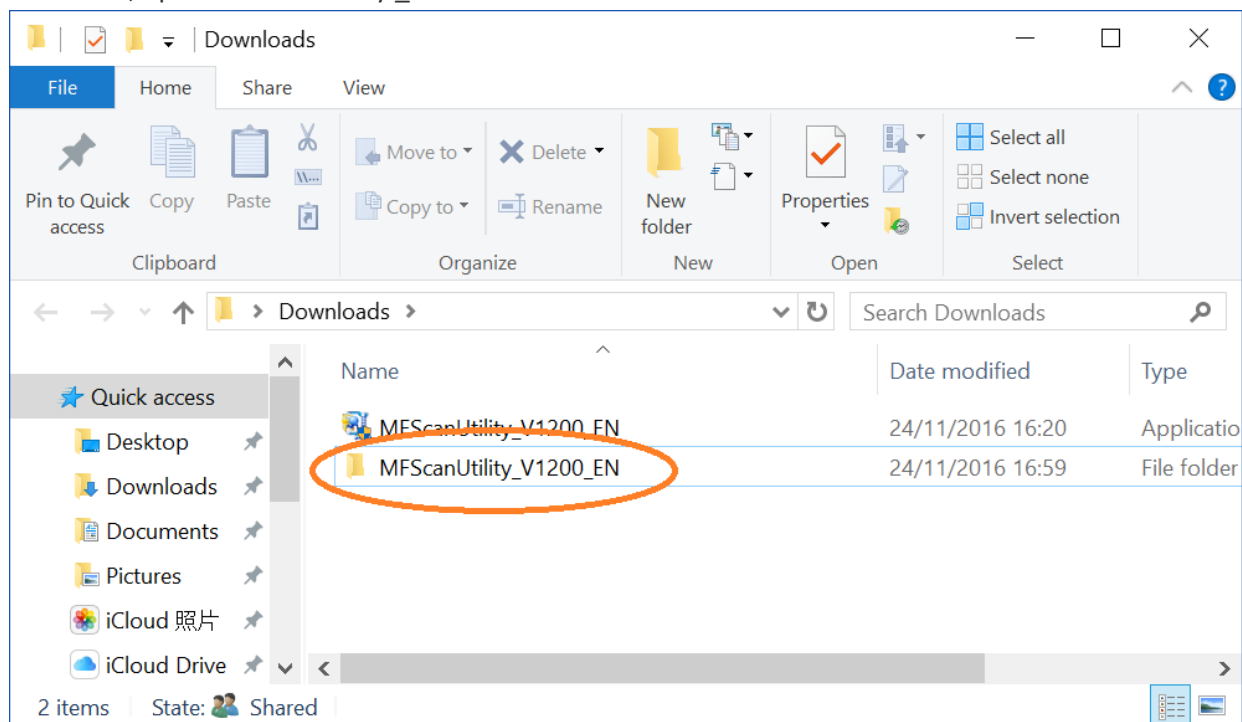 Downloads
File Home Share View
Move to Delete Select all
Select none
Pin to Quick access Copy Paste Copy to Rename New folder Properties Invert selection
Clipboard Organize New Open Select
Downloads Search Downloads
Name Date modified Type
Quick access
MFScanUtility_V1200_EN 24/11/2016 16:20 Applicatio
Desktop
MFScanUtility_V1200_EN 24/11/2016 16:59 File folder
Downloads
Documents
Pictures
iCloud 照片
iCloud Drive
2 items State: Shared